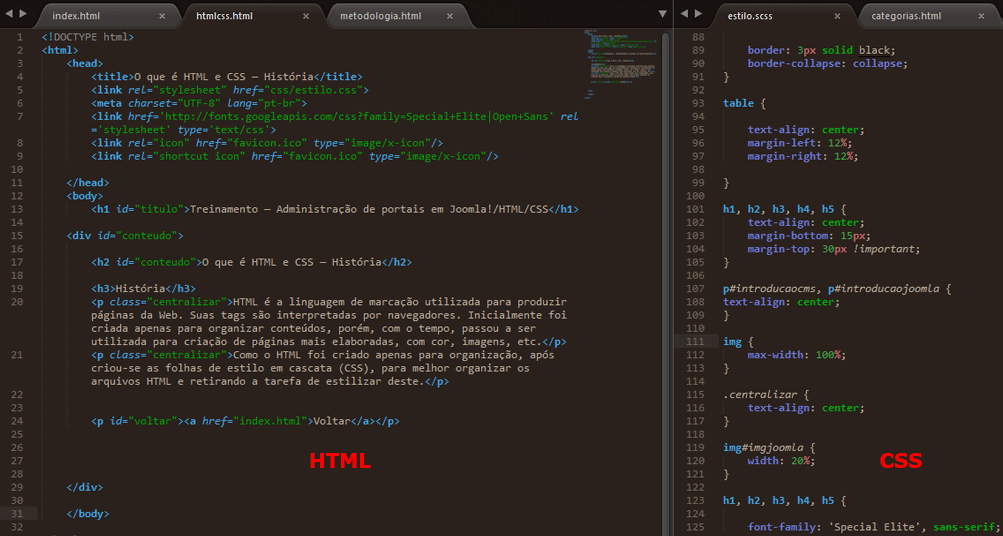 index.html × htmlcss.html × metodologia.html ×
1 <!DOCTYPE html>
2 <html>
3 <head>
4 <title>O que é HTML e CSS — História</title>
5 <link rel="stylesheet" href="css/estilo.css">
6 <meta charset="UTF-8" lang="pt-br">
7 <link href='http://fonts.googleapis.com/css?family=Special+Elite|Open+Sans' rel
='stylesheet' type='text/css'>
8 <link rel="icon" href="favicon.ico" type="image/x-icon"/>
9 <link rel="shortcut icon" href="favicon.ico" type="image/x-icon"/>
10
11 </head>
12 <body>
13 <h1 id="titulo">Treinamento — Administração de portais em Joomla!/HTML/CSS</h1>
14
15 <div id="conteudo">
16
17 <h2 id="conteudo">O que é HTML e CSS — História</h2>
18
19 <h3>História</h3>
20 <p class="centralizar">HTML é a linguagem de marcação utilizada para produzir
páginas da Web. Suas tags são interpretadas por navegadores. Inicialmente foi
criada apenas para organizar conteúdos, porém, com o tempo, passou a ser
utilizada para criação de páginas mais elaboradas, com cor, imagens, etc.</p>
21 <p class="centralizar">Como o HTML foi criado apenas para organização, após
criou-se as folhas de estilo em cascata (CSS), para melhor organizar os
arquivos HTML e retirando a tarefa de estilizar deste.</p>
22
23
24 <p id="voltar"><a href="index.html">Voltar</a></p>
25
26
27
HTML
28
29 </div>
30
31 </body>
32
estilo.scss × categorias.html ×
88
89 border: 3px solid black;
90 border-collapse: collapse;
91 }
92
93 table {
94
95 text-align: center;
96 margin-left: 12%;
97 margin-right: 12%;
98
99 }
100
101 h1, h2, h3, h4, h5 {
102 text-align: center;
103 margin-bottom: 15px;
104 margin-top: 30px !important;
105 }
106
107 p#introducaocms, p#introducaojoomla {
108 text-align: center;
109 }
110
111 img {
112 max-width: 100%;
113 }
114
115 .centralizar {
116 text-align: center;
117 }
118
119 img#imgjoomla {
120 width: 20%;
CSS
121 }
122
123 h1, h2, h3, h4, h5 {
124
125 font-family: 'Special Elite', sans-serif;